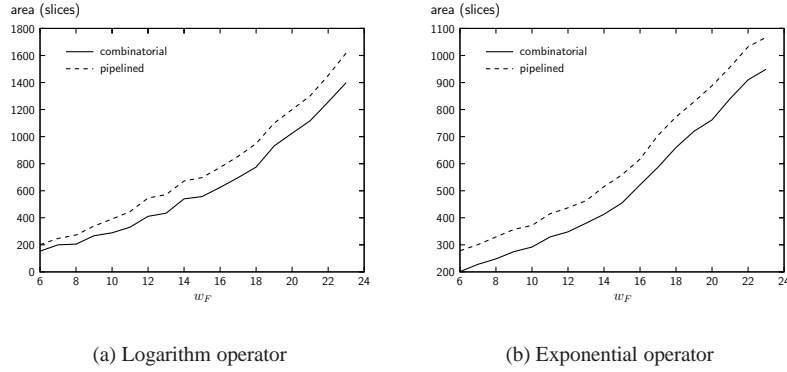 area (slices)
1800
1600
1400
1200
1000
800
600
400
200
0
combinatorial
pipelined
6 8 10 12 14 16 18 20 22 24
w_F
(a) Logarithm operator
area (slices)
1100
1000
900
800
700
600
500
400
300
200
combinatorial
pipelined
6 8 10 12 14 16 18 20 22 24
w_F
(b) Exponential operator